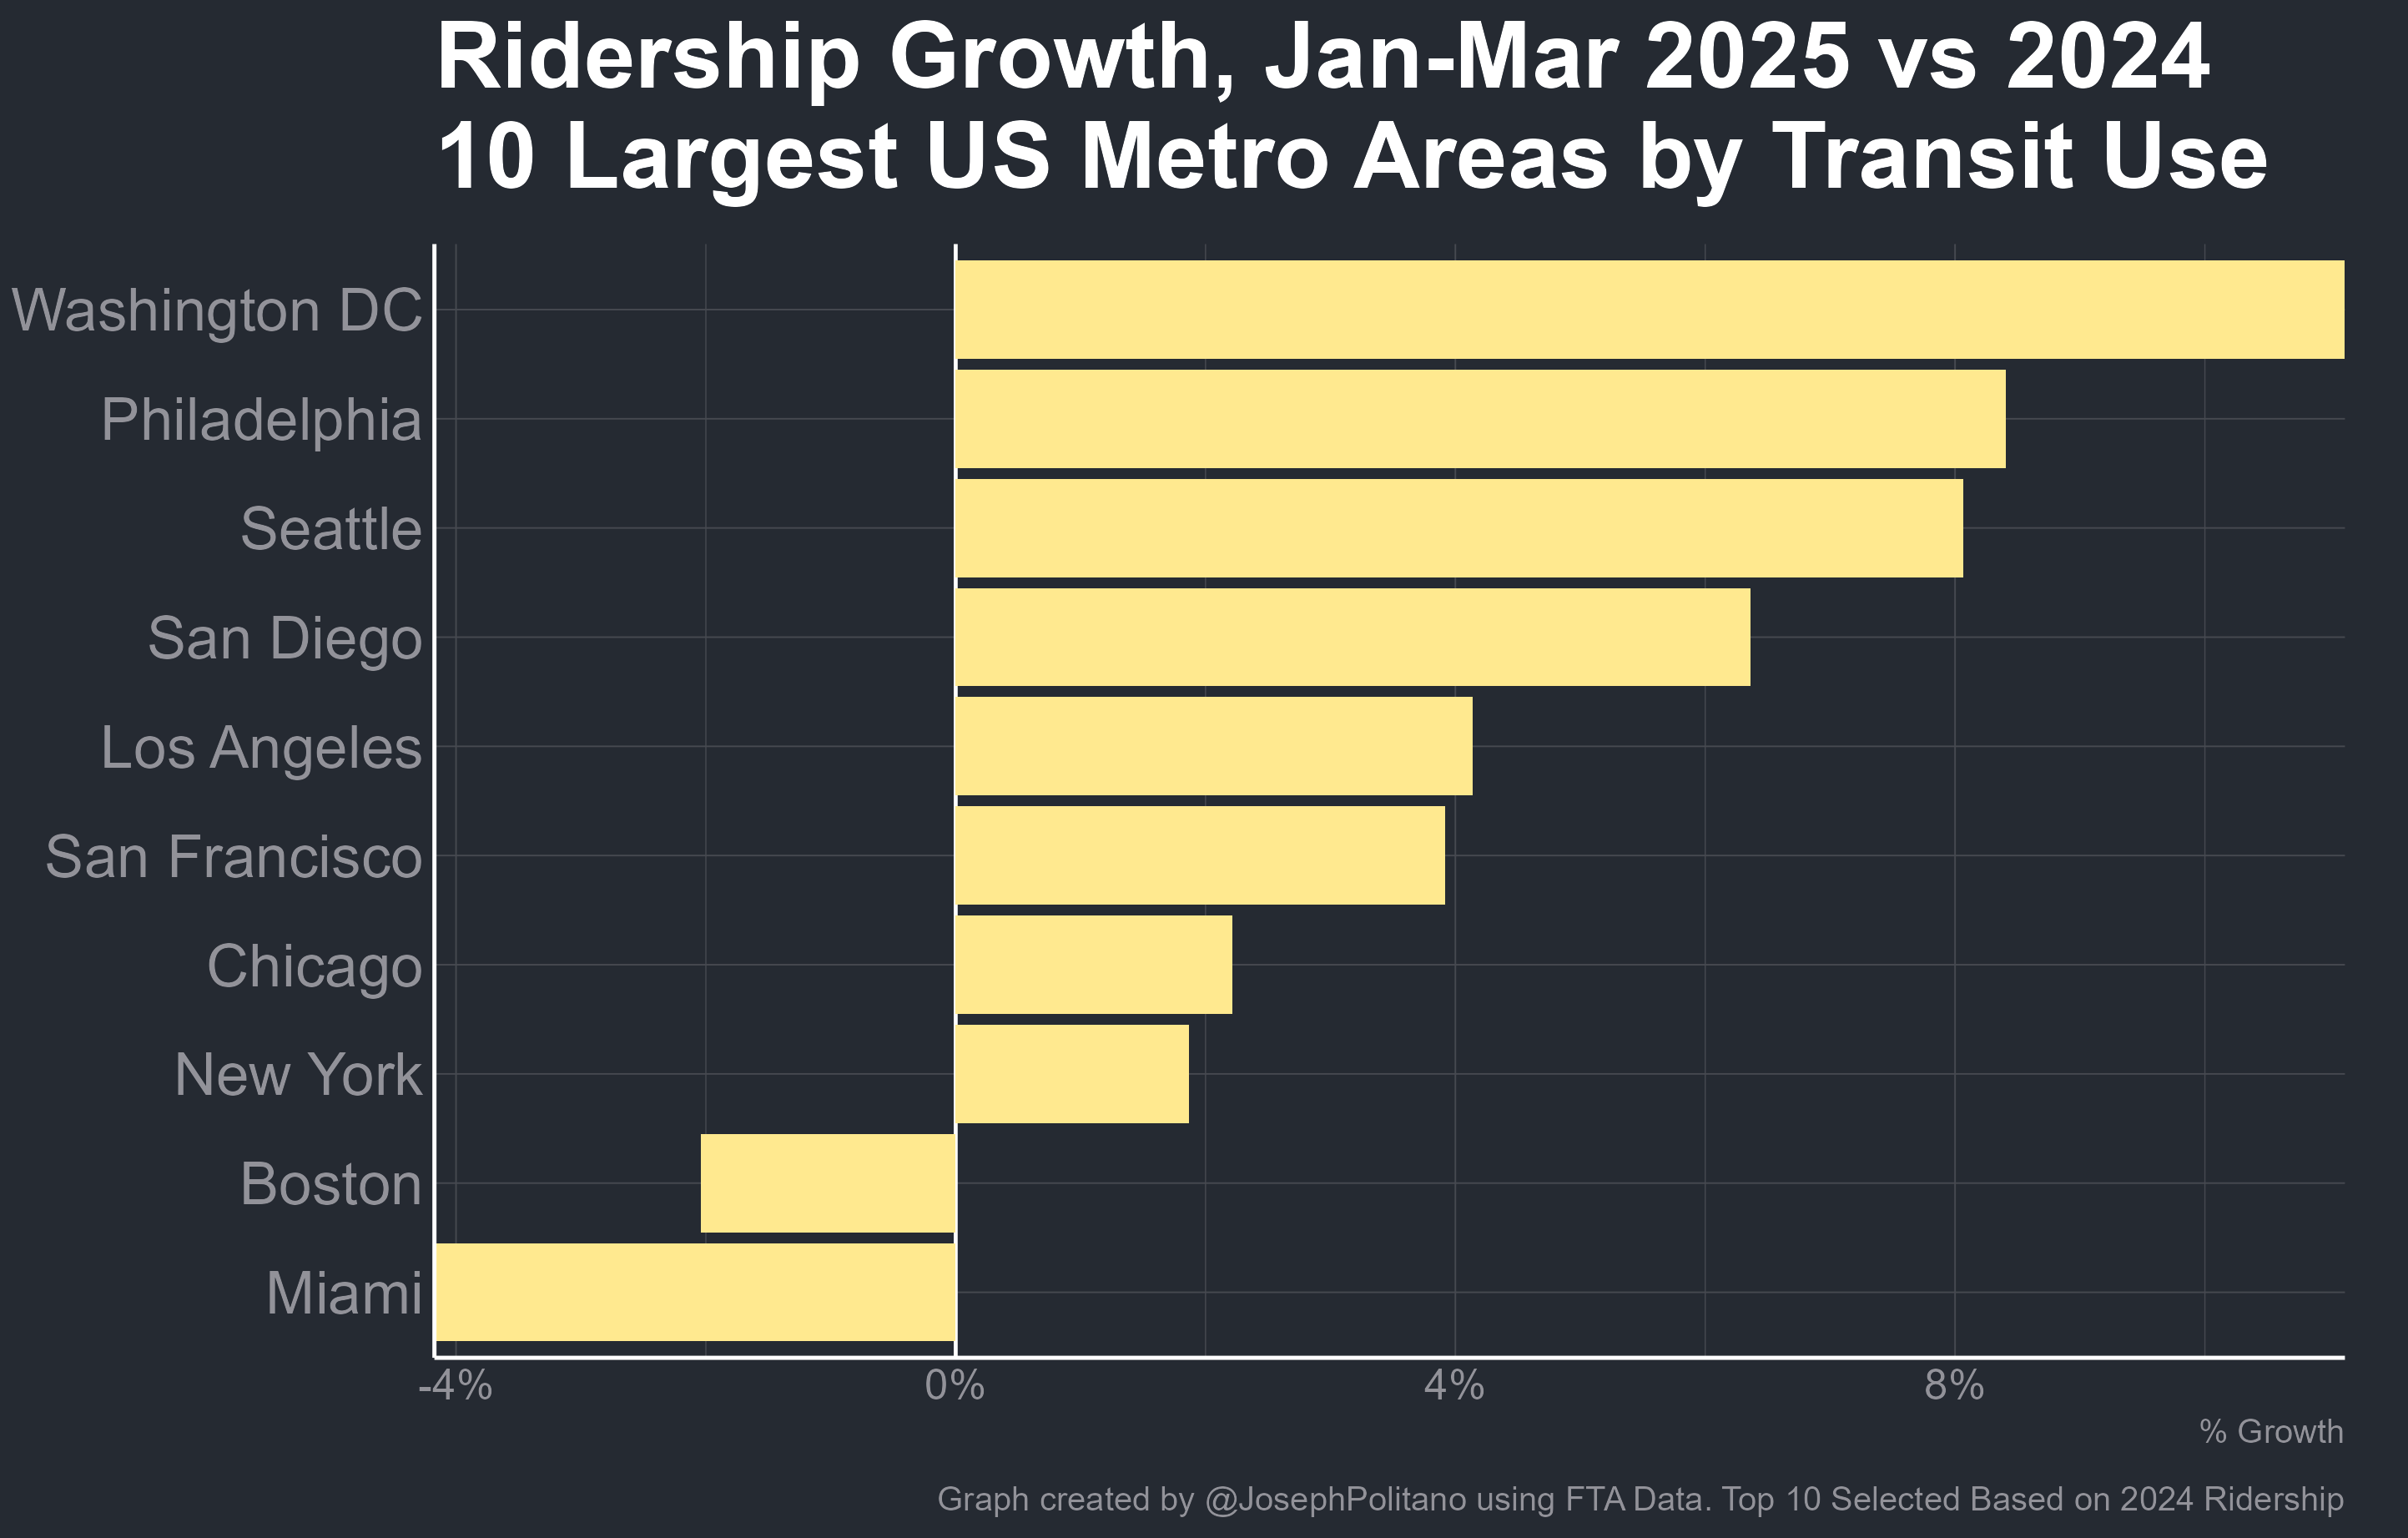 Ridership Growth, Jan-Mar 2025 vs 2024
10 Largest US Metro Areas by Transit Use
Washington DC
Philadelphia
Seattle
San Diego
Los Angeles
San Francisco
Chicago
New York
Boston
Miami
-4% 0% 4% 8%
% Growth
Graph created by @JosephPolitano using FTA Data. Top 10 Selected Based on 2024 Ridership